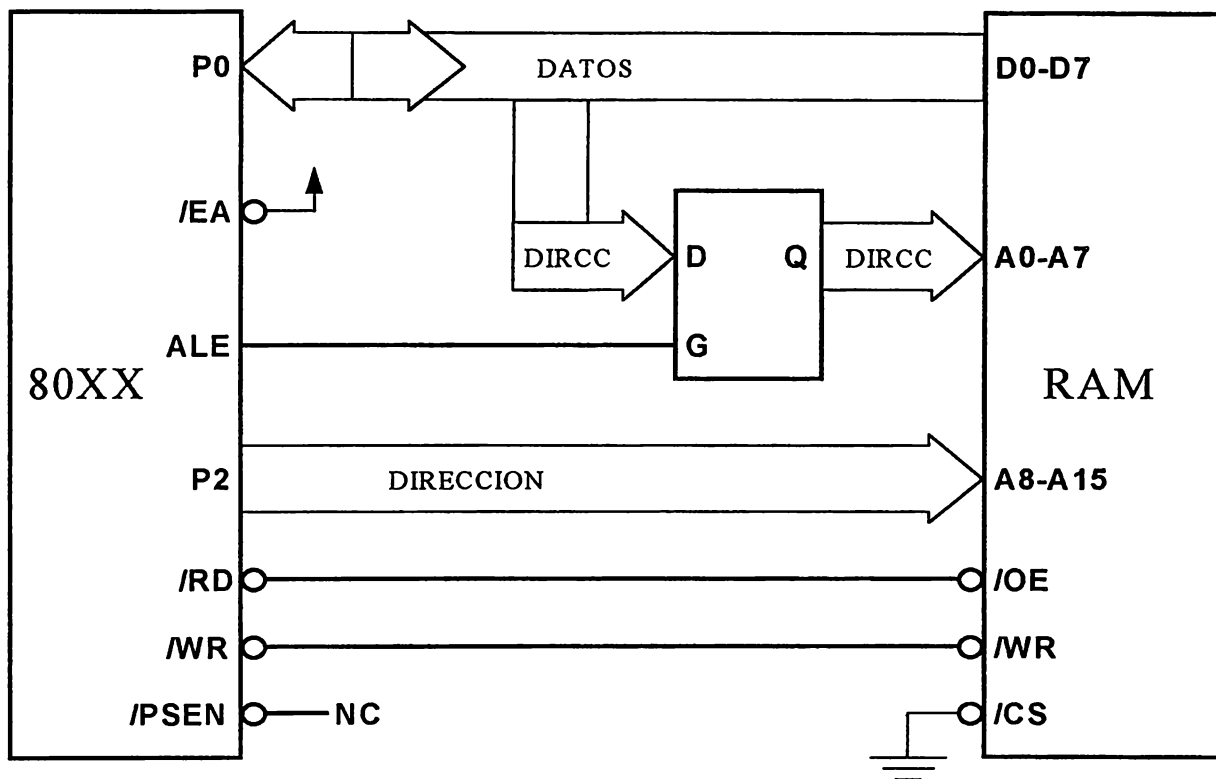 P0
DATOS
D0-D7
/EA
DIRCC
D
Q
DIRCC
A0-A7
ALE
G
80XX
RAM
P2
DIRECCION
A8-A15
/RD
/OE
/WR
/WR
/PSEN
NC
/CS